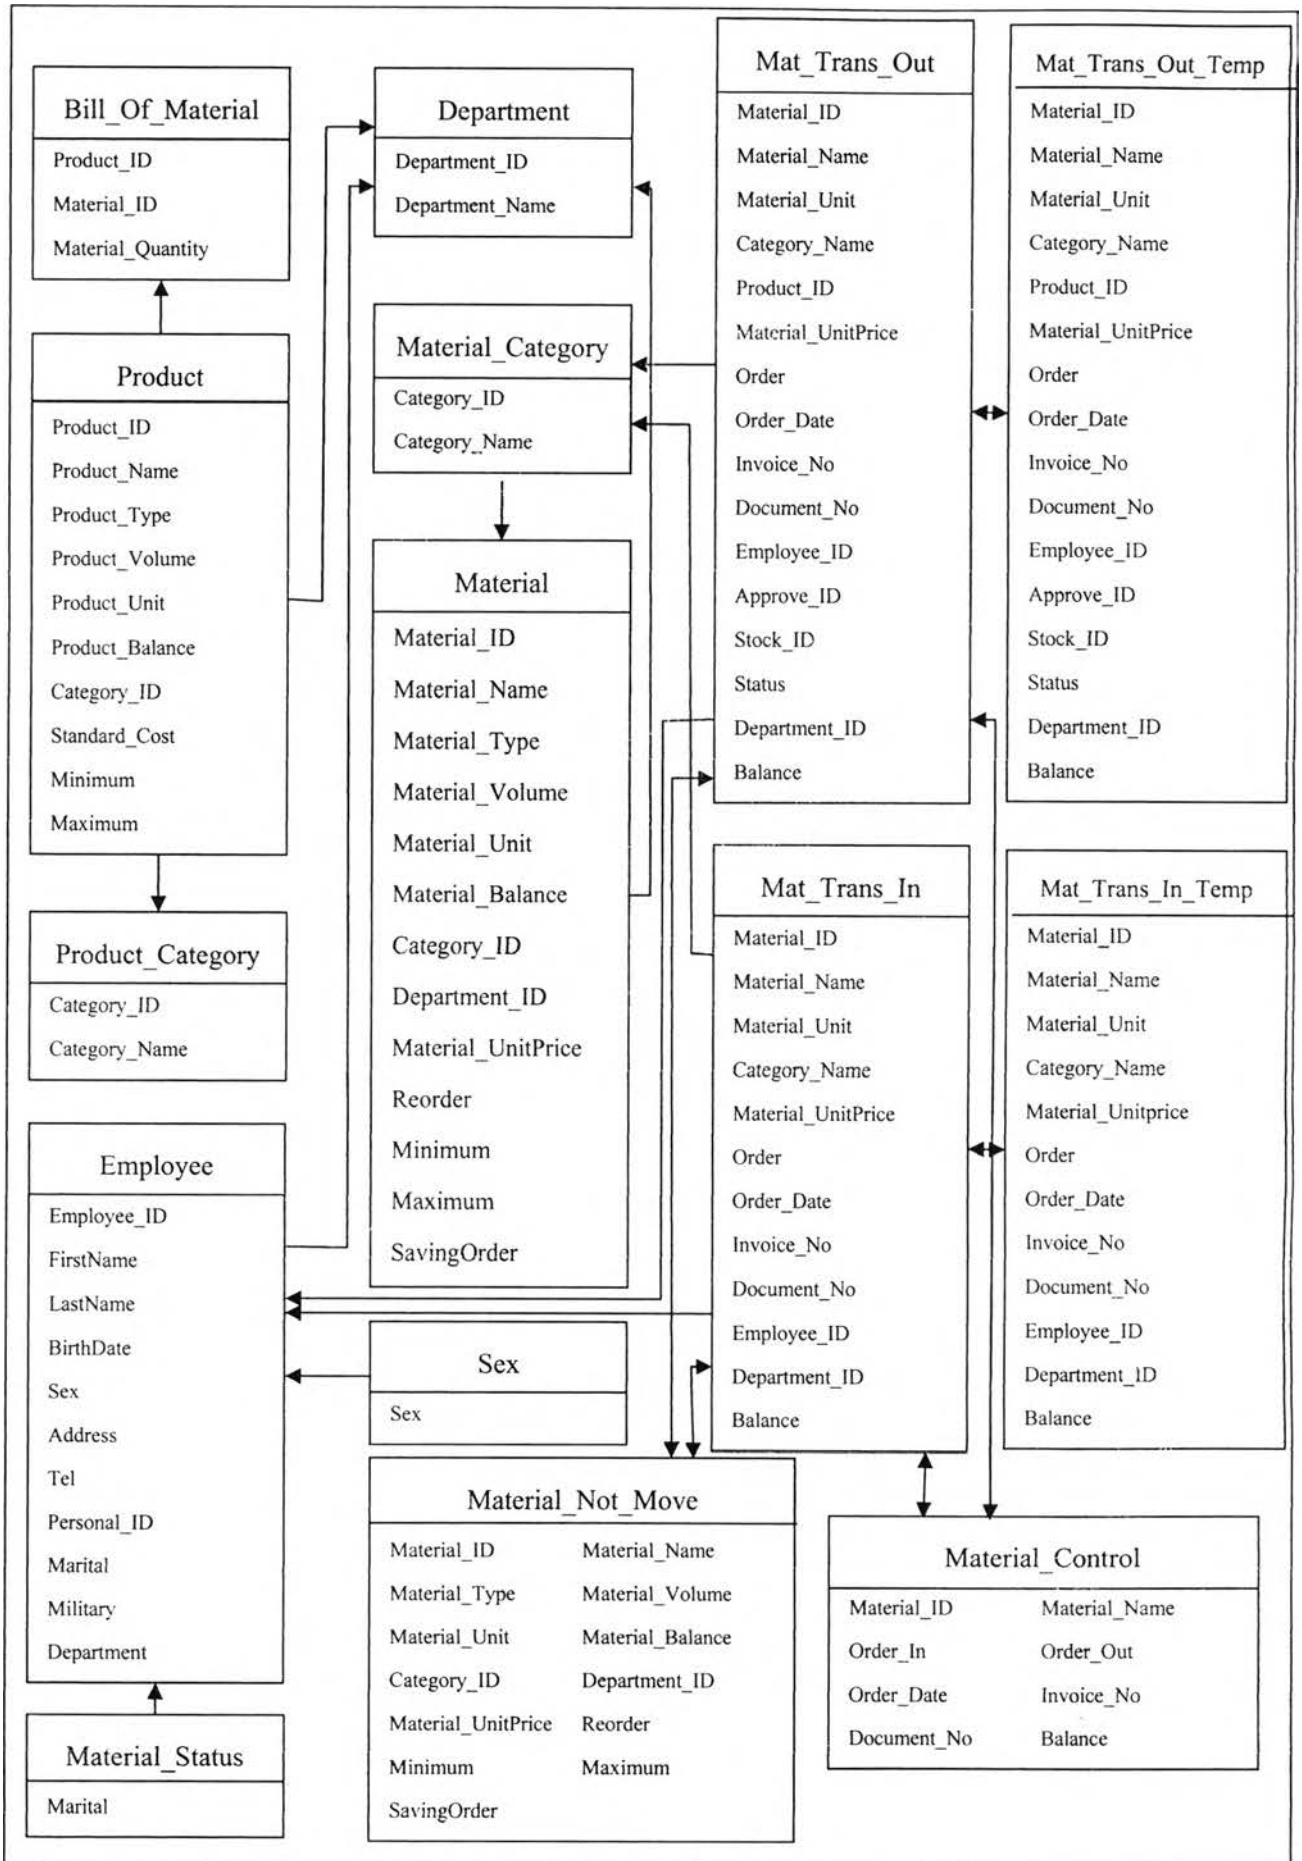 Bill_Of_Material
Product_ID
Material_ID
Material_Quantity
Product
Product_ID
Product_Name
Product_Type
Product_Volume
Product_Unit
Product_Balance
Category_ID
Standard_Cost
Minimum
Maximum
Product_Category
Category_ID
Category_Name
Employee
Employee_ID
FirstName
LastName
BirthDate
Sex
Address
Tel
Personal_ID
Marital
Military
Department
Material_Status
Marital
Department
Department_ID
Department_Name
Material_Category
Category_ID
Category_Name
Material
Material_ID
Material_Name
Material_Type
Material_Volume
Material_Unit
Material_Balance
Category_ID
Department_ID
Material_UnitPrice
Reorder
Minimum
Maximum
SavingOrder
Sex
Sex
Material_Not_Move
Material_ID Material_Name
Material_Type Material_Volume
Material_Unit Material_Balance
Category_ID Department_ID
Material_UnitPrice Reorder
Minimum Maximum
SavingOrder
Mat_Trans_Out
Material_ID
Material_Name
Material_Unit
Category_Name
Product_ID
Material_UnitPrice
Order
Order_Date
Invoice_No
Document_No
Employee_ID
Approve_ID
Stock_ID
Status
Department_ID
Balance
Mat_Trans_In
Material_ID
Material_Name
Material_Unit
Category_Name
Material_UnitPrice
Order
Order_Date
Invoice_No
Document_No
Employee_ID
Department_ID
Balance
Mat_Trans_Out_Temp
Material_ID
Material_Name
Material_Unit
Category_Name
Product_ID
Material_UnitPrice
Order
Order_Date
Invoice_No
Document_No
Employee_ID
Approve_ID
Stock_ID
Status
Department_ID
Balance
Mat_Trans_In_Temp
Material_ID
Material_Name
Material_Unit
Category_Name
Material_Unitprice
Order
Order_Date
Invoice_No
Document_No
Employee_ID
Department_ID
Balance
Material_Control
Material_ID Material_Name
Order_In Order_Out
Order_Date Invoice_No
Document_No Balance